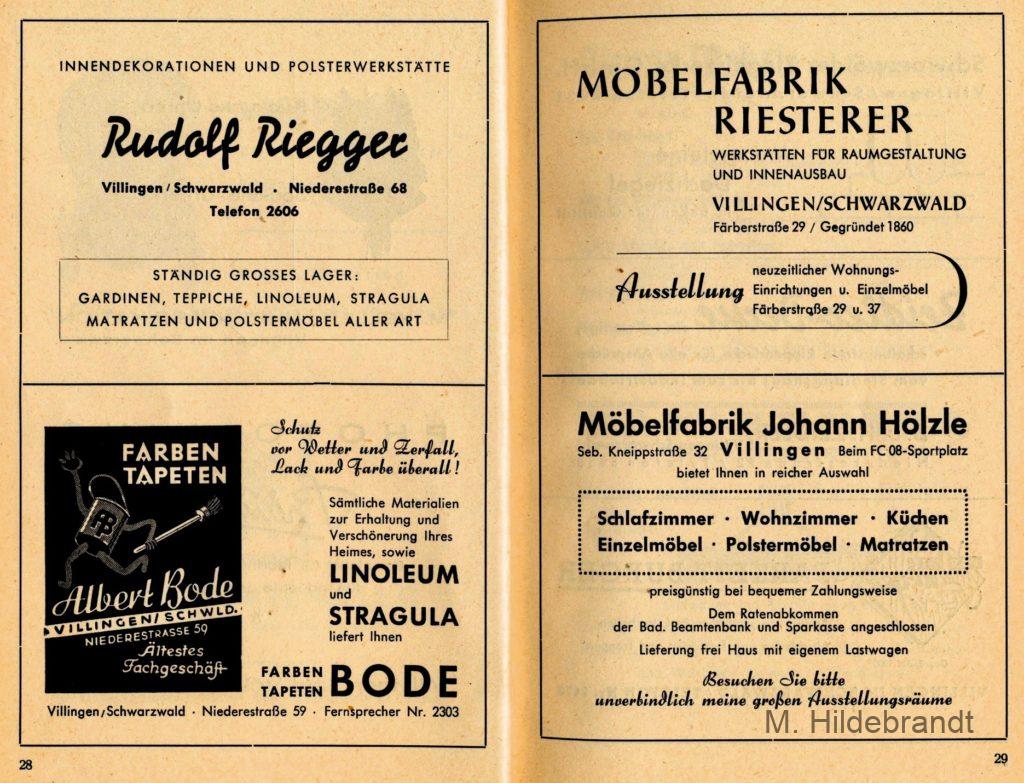 INNENDEKORATIONEN UND POLSTERWERKSTÄTTE
Rudolf Riegger
Villingen/Schwarzwald · Niederestraße 68
Telefon 2606
STÄNDIG GROSSES LAGER:
GARDINEN, TEPPICHE, LINOLEUM, STRAGULA
MATRATZEN UND POLSTERMÖBEL ALLER ART
FARBEN
TAPETEN
AB
Albert Bode
VILLINGEN/SCHWLD.
NIEDERESTRASSE 59
Ältestes
Fachgeschäft
Schutz
vor Wetter und Zerfall,
Lack und Farbe überall!
Sämtliche Materialien
zur Erhaltung und
Verschönerung Ihres
Heimes, sowie
LINOLEUM
und
STRAGULA
liefert Ihnen
FARBEN
TAPETEN BODE
Villingen/Schwarzwald · Niederestraße 59 · Fernsprecher Nr. 2303
28
MÖBELFABRIK
RIESTERER
WERKSTÄTTEN FÜR RAUMGESTALTUNG
UND INNENAUSBAU
VILLINGEN/SCHWARZWALD
Färberstraße 29 / Gegründet 1860
Ausstellung
neuzeitlicher Wohnungs-
Einrichtungen u. Einzelmöbel
Färberstraße 29 u. 37
Möbelfabrik Johann Hölzle
Seb. Kneippstraße 32 Villingen Beim FC 08-Sportplatz
bietet Ihnen in reicher Auswahl
Schlafzimmer · Wohnzimmer · Küchen
Einzelmöbel · Polstermöbel · Matratzen
preisgünstig bei bequemer Zahlungsweise
Dem Ratenabkommen
der Bad. Beamtenbank und Sparkasse angeschlossen
Lieferung frei Haus mit eigenem Lastwagen
Besuchen Sie bitte
unverbindlich meine großen Ausstellungsräume
M. Hildebrandt
29